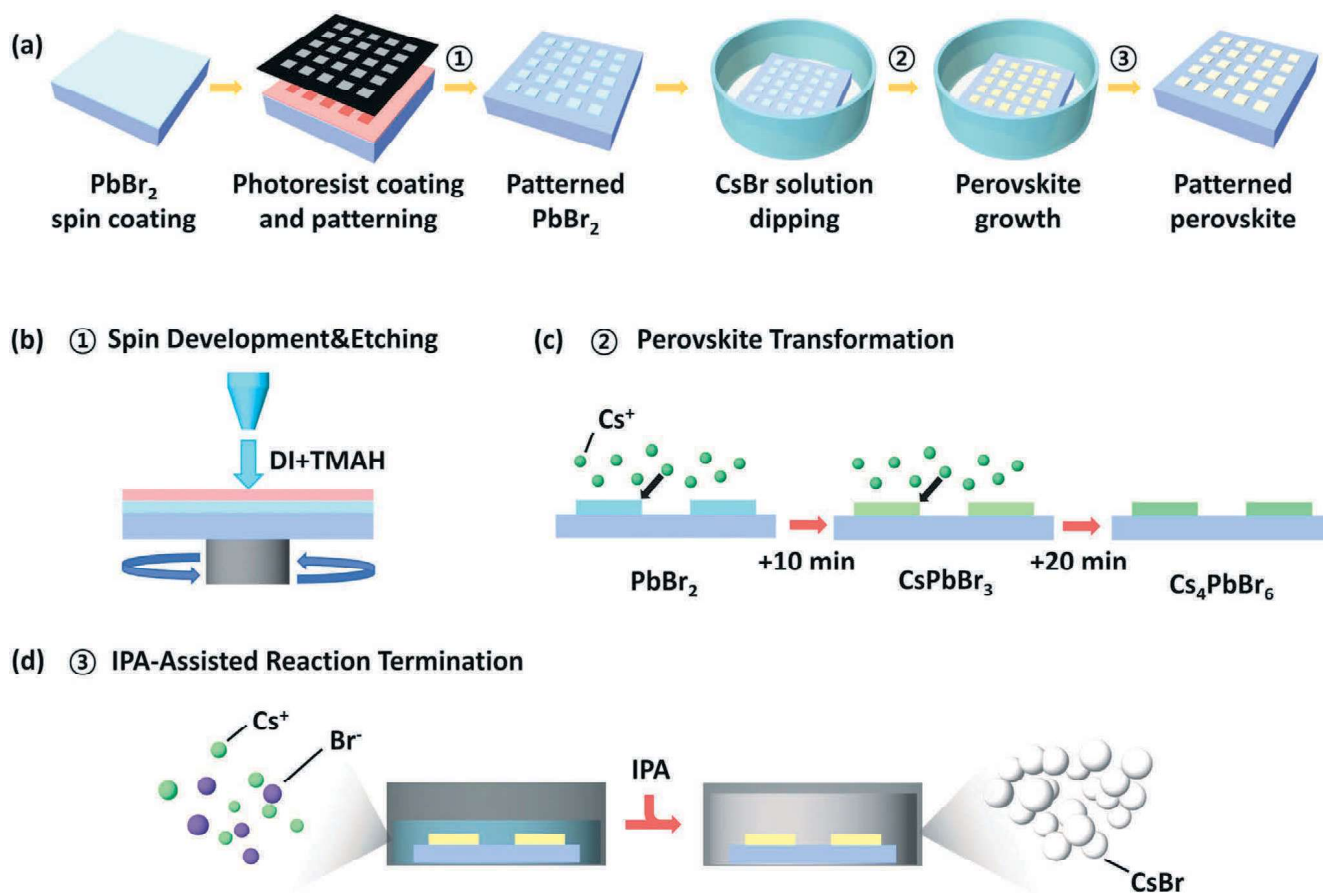 (a)
①
②
③
PbBr₂
spin coating
Photoresist coating
and patterning
Patterned
PbBr₂
CsBr solution
dipping
Perovskite
growth
Patterned
perovskite
(b) ① Spin Development&Etching
DI+TMAH
(c) ② Perovskite Transformation
Cs⁺
+10 min
+20 min
PbBr₂
CsPbBr₃
Cs₄PbBr₆
(d) ③ IPA-Assisted Reaction Termination
Cs⁺
Br⁻
IPA
CsBr